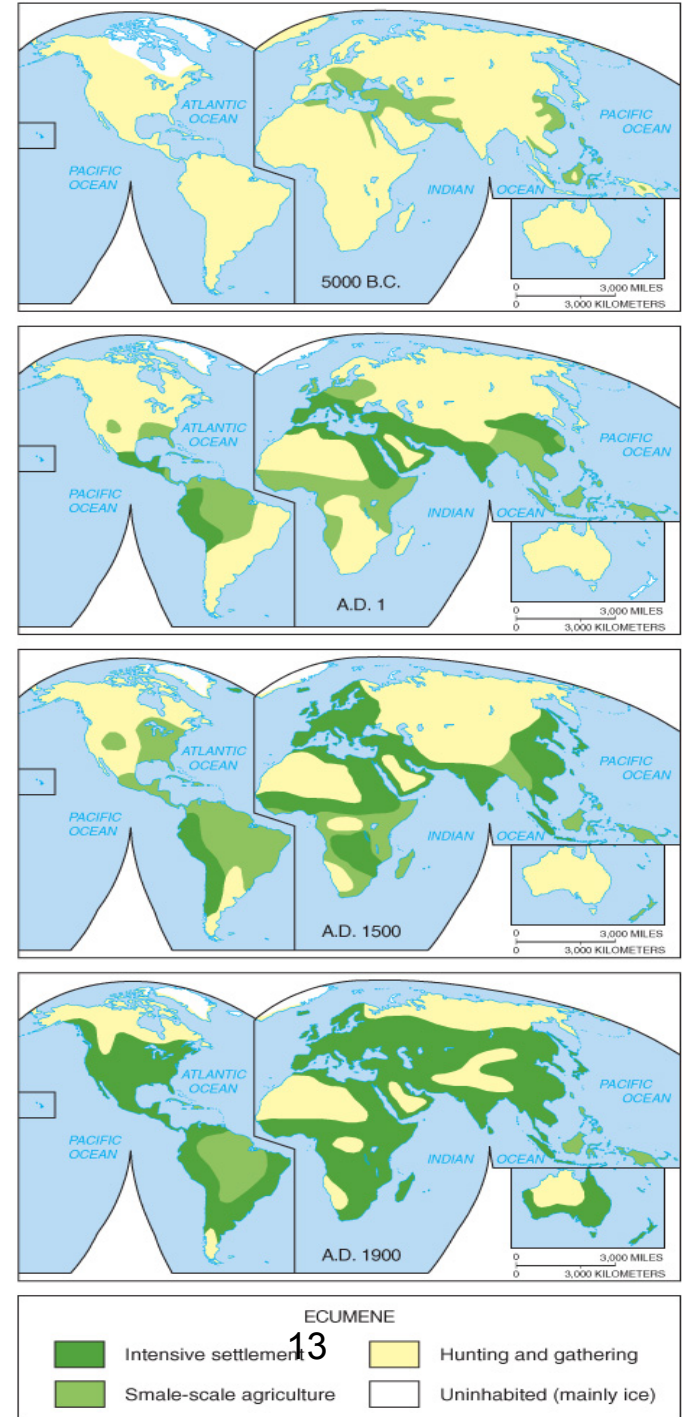 ATLANTIC
OCEAN
PACIFIC
OCEAN
PACIFIC
OCEAN
INDIAN OCEAN
5000 B.C.
0 3,000 MILES
0 3,000 KILOMETERS
ATLANTIC
OCEAN
PACIFIC
OCEAN
PACIFIC
OCEAN
INDIAN OCEAN
A.D. 1
0 3,000 MILES
0 3,000 KILOMETERS
ATLANTIC
OCEAN
PACIFIC
OCEAN
PACIFIC
OCEAN
INDIAN OCEAN
A.D. 1500
0 3,000 MILES
0 3,000 KILOMETERS
ATLANTIC
OCEAN
PACIFIC
OCEAN
PACIFIC
OCEAN
INDIAN OCEAN
A.D. 1900
0 3,000 MILES
0 3,000 KILOMETERS
ECUMENE
13
Intensive settlement Hunting and gathering
Smale-scale agriculture Uninhabited (mainly ice)